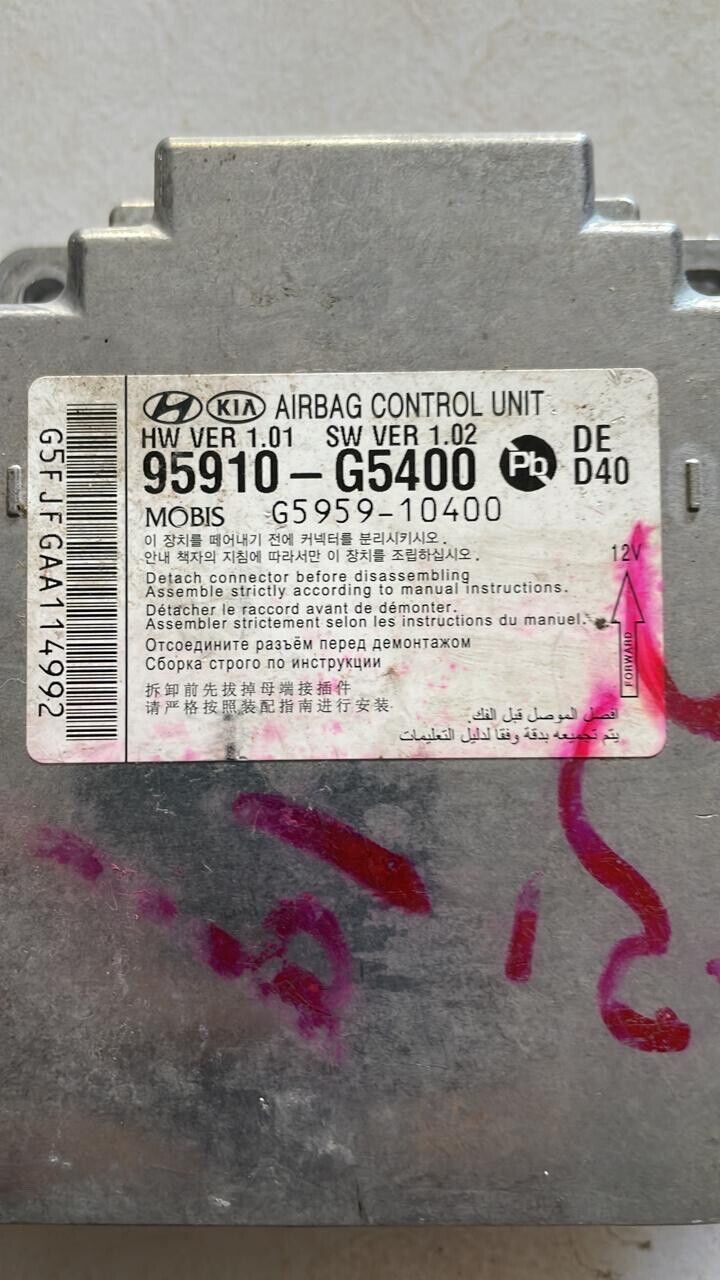 KIA AIRBAG CONTROL UNIT
HW VER 1.01 SW VER 1.02
95910-G5400 Pb DE
D40
MOBIS G5959-10400
이 장치를 떼어내기 전에 커넥터를 분리시키시오.
안내 책자의 지침에 따라서만 이 장치를 조립하십시오.
12V
Detach connector before disassembling
Assemble strictly according to manual instructions.
Détacher le raccord avant de démonter.
Assembler strictement selon les instructions du manuel.
FORWARD
Отсоедините разъём перед демонтажом
Сборка строго по инструкции
拆卸前先拔掉母端接插件
请严格按照装配指南进行安装
افصل الموصل قبل الفك.
يتم تجميعه بدقة وفقا لدليل التعليمات
G5FJFGAA114992